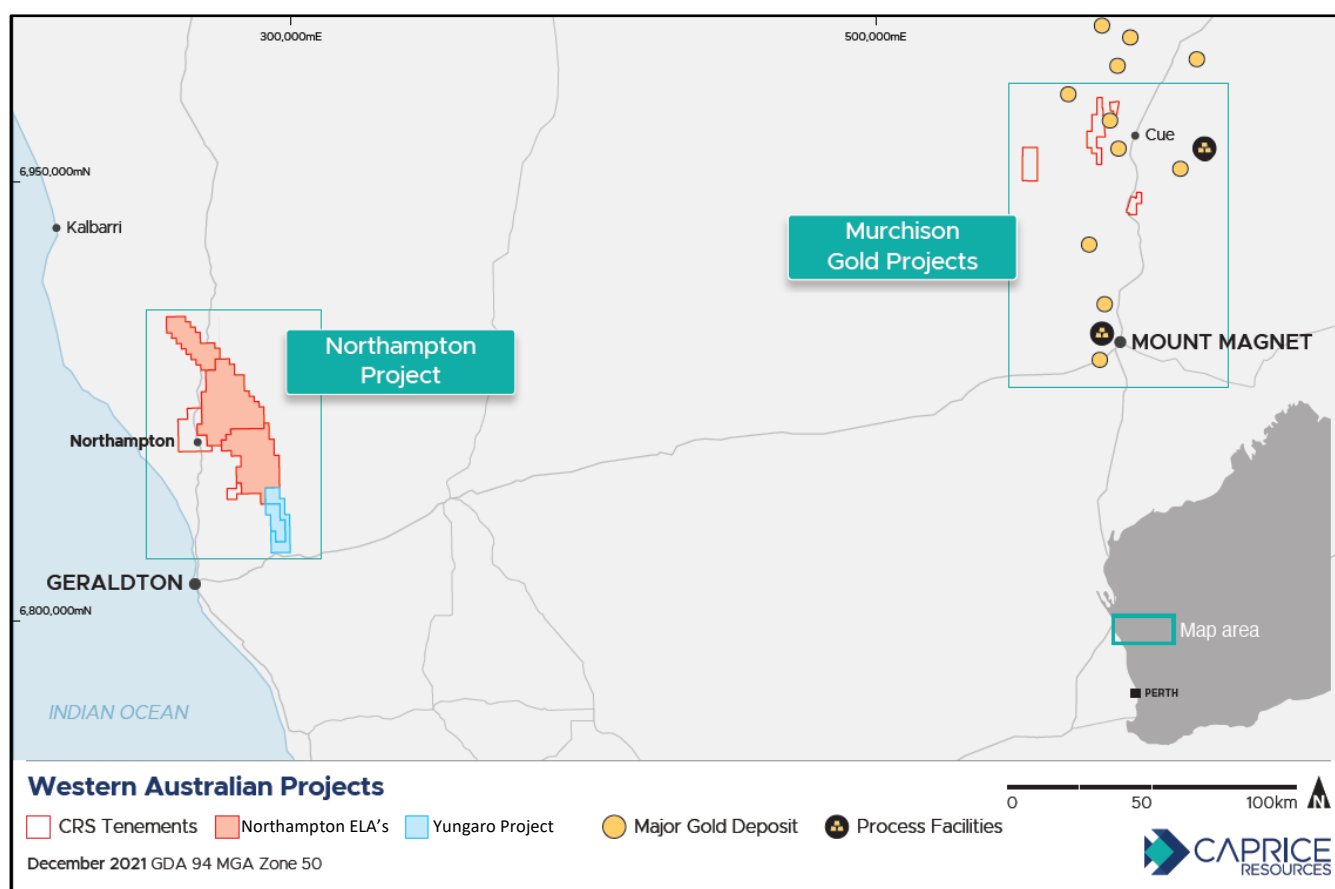 300,000mE
500,000mE
Cue
6,950,000mN
Kalbarri
Murchison
Gold Projects
Northampton
Project
MOUNT MAGNET
Northampton
GERALDTON
6,800,000mN
Map area
PERTH
INDIAN OCEAN
Western Australian Projects
0 50 100km N
CRS Tenements Northampton ELA's Yungaro Project Major Gold Deposit Process Facilities
December 2021 GDA 94 MGA Zone 50
CAPRICE
RESOURCES